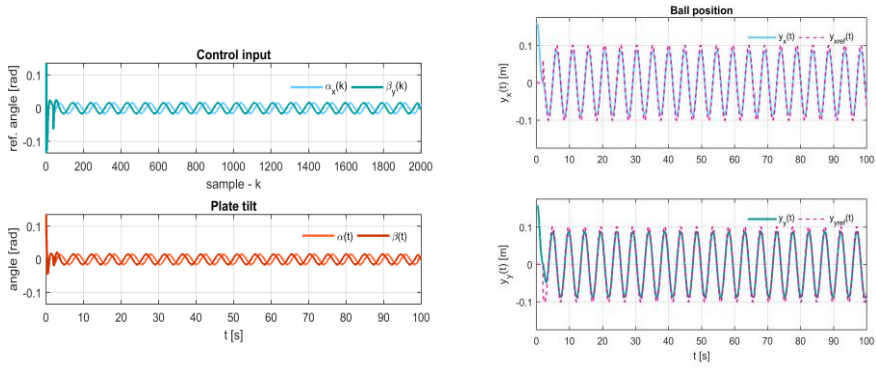 Control input
α_x(k) β_y(k)
0.1
0
-0.1
ref. angle [rad]
0 200 400 600 800 1000 1200 1400 1600 1800 2000
sample - k
Plate tilt
α(t) β(t)
0.1
0
-0.1
angle [rad]
0 10 20 30 40 50 60 70 80 90 100
t [s]
Ball position
y_x(t) y_xref(t)
0.1
0
-0.1
y_x(t) [m]
0 10 20 30 40 50 60 70 80 90 100
y_y(t) y_yref(t)
0.1
0
-0.1
y_y(t) [m]
0 10 20 30 40 50 60 70 80 90 100
t [s]